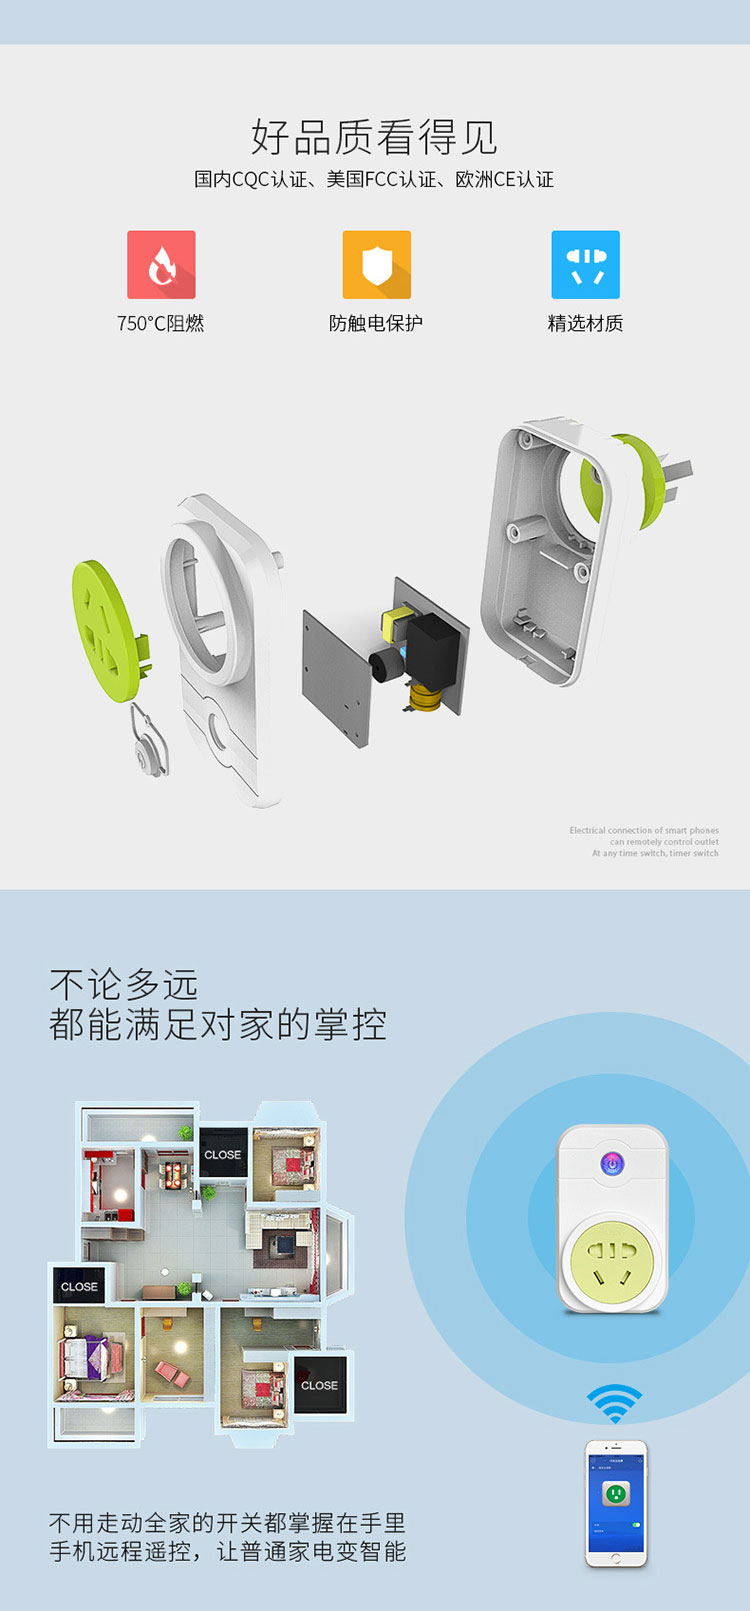 好品质看得见
国内CQC认证、美国FCC认证、欧洲CE认证
750°C阻燃
防触电保护
精选材质
Electrical connection of smart phones
can remotely control outlet
At any time switch, timer switch
不论多远
都能满足对家的掌控
CLOSE
CLOSE
CLOSE
不用走动全家的开关都掌握在手里
手机远程遥控，让普通家电变智能